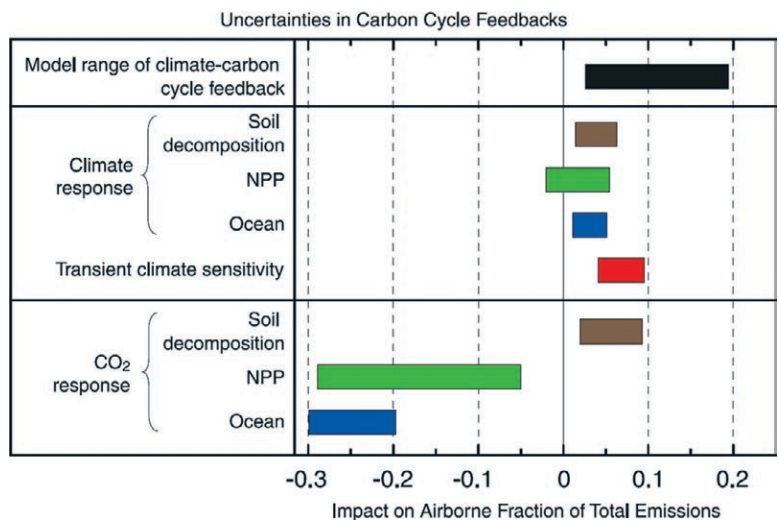 Uncertainties in Carbon Cycle Feedbacks
Model range of climate-carbon
cycle feedback
Climate
response
Soil
decomposition
NPP
Ocean
Transient climate sensitivity
CO₂
response
Soil
decomposition
NPP
Ocean
-0.3 -0.2 -0.1 0 0.1 0.2
Impact on Airborne Fraction of Total Emissions